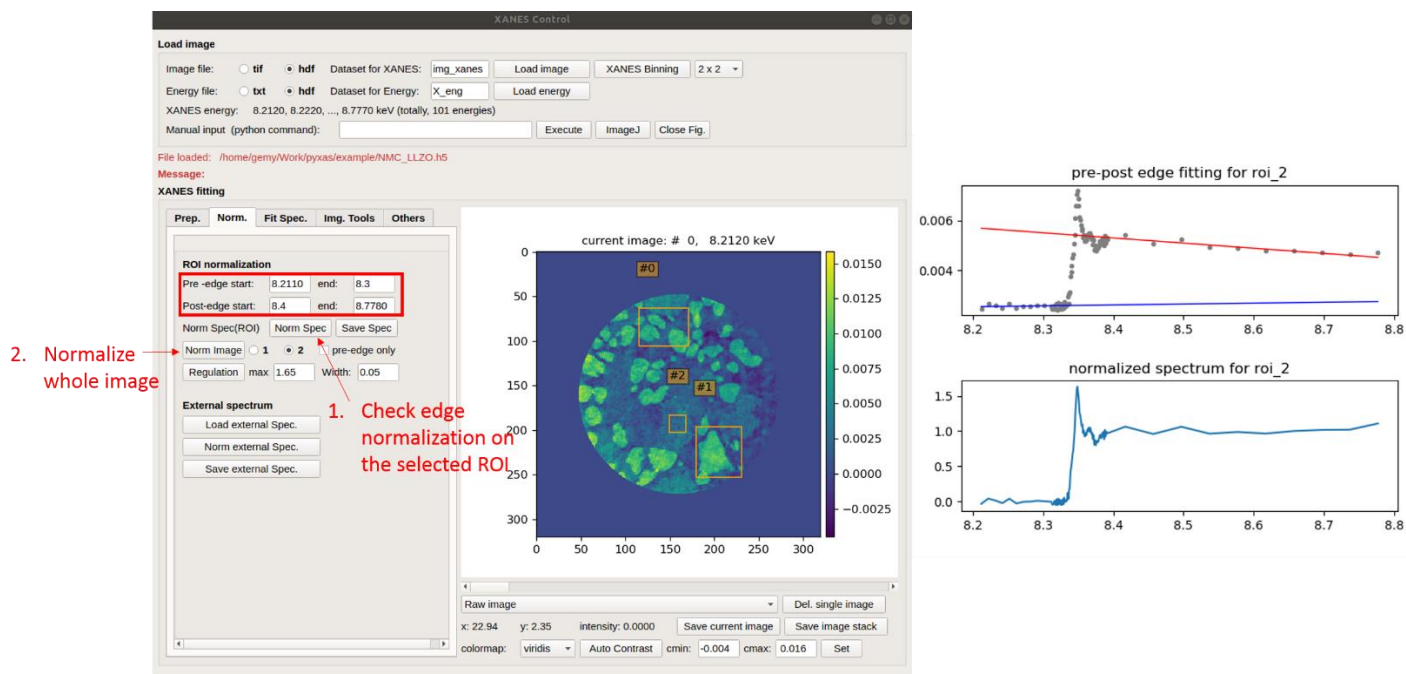 XANES Control
Load image
Image file: tif hdf Dataset for XANES: img_xanes Load image XANES Binning 2 x 2
Energy file: txt hdf Dataset for Energy: X_eng Load energy
XANES energy: 8.2120, 8.2220, ..., 8.7770 keV (totally, 101 energies)
Manual input (python command): Execute ImageJ Close Fig.
File loaded: /home/gemy/Work/pyxas/example/NMC_LLZO.h5
Message:
XANES fitting
Prep. Norm. Fit Spec. Img. Tools Others
ROI normalization
Pre -edge start: 8.2110 end: 8.3
Post-edge start: 8.4 end: 8.7780
Norm Spec(ROI) Norm Spec Save Spec
Norm Image 1 2 pre-edge only
Regulation max 1.65 Width: 0.05
External spectrum
Load external Spec.
Norm external Spec.
Save external Spec.
2. Normalize
whole image
1. Check edge
normalization on
the selected ROI
current image: # 0, 8.2120 keV
#0
#2
#1
0
50
100
150
200
250
300
0 50 100 150 200 250 300
0.0150
0.0125
0.0100
0.0075
0.0050
0.0025
0.0000
−0.0025
Raw image Del. single image
x: 22.94 y: 2.35 intensity: 0.0000 Save current image Save image stack
colormap: viridis Auto Contrast cmin: -0.004 cmax: 0.016 Set
pre-post edge fitting for roi_2
0.006
0.004
8.2 8.3 8.4 8.5 8.6 8.7 8.8
normalized spectrum for roi_2
1.5
1.0
0.5
0.0
8.2 8.3 8.4 8.5 8.6 8.7 8.8